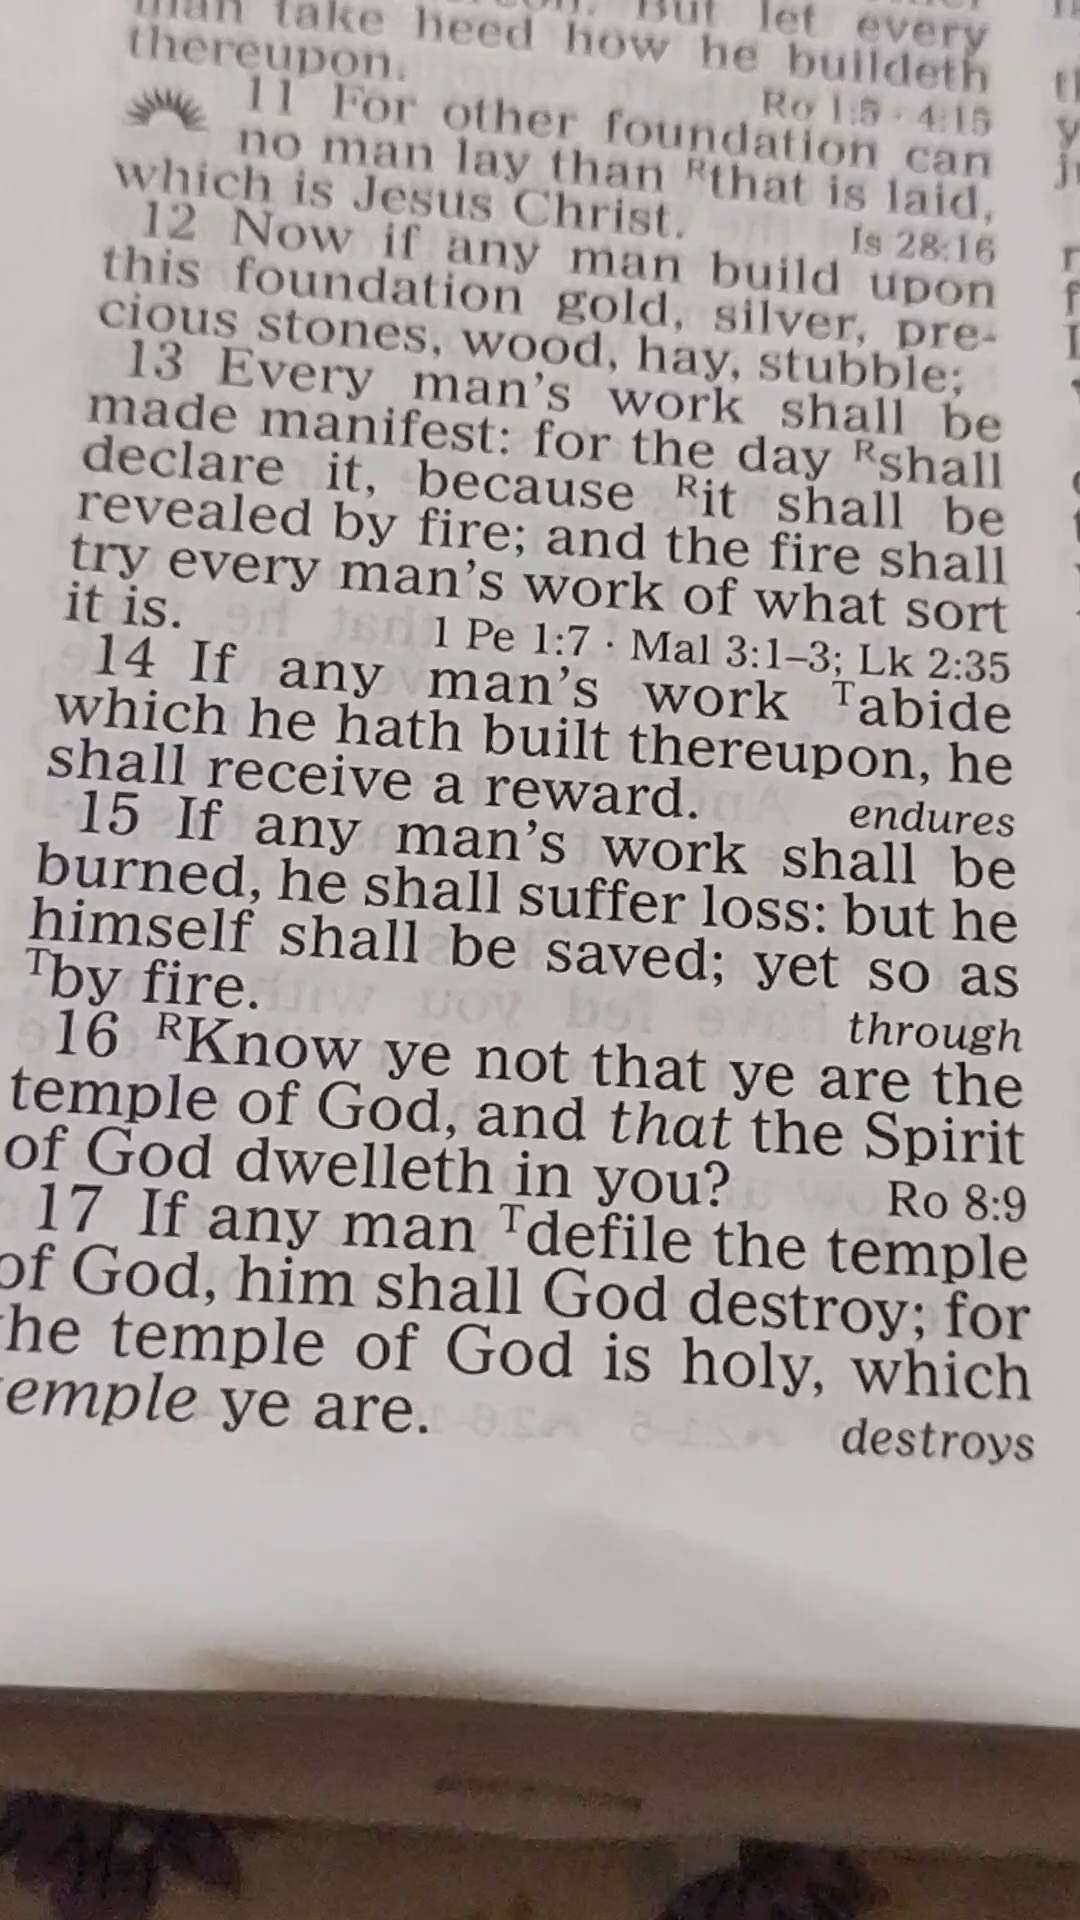 man take heed how he buildeth
thereupon. Ro 1:5 · 4:15
11 For other foundation can
no man lay than Rthat is laid,
which is Jesus Christ. Is 28:16
12 Now if any man build upon
this foundation gold, silver, pre-
cious stones, wood, hay, stubble;
13 Every man's work shall be
made manifest: for the day Rshall
declare it, because Rit shall be
revealed by fire; and the fire shall
try every man's work of what sort
it is. 1 Pe 1:7 · Mal 3:1–3; Lk 2:35
14 If any man's work Tabide
which he hath built thereupon, he
shall receive a reward. endures
15 If any man's work shall be
burned, he shall suffer loss: but he
himself shall be saved; yet so as
Tby fire. through
16 RKnow ye not that ye are the
temple of God, and that the Spirit
of God dwelleth in you? Ro 8:9
17 If any man Tdefile the temple
of God, him shall God destroy; for
he temple of God is holy, which
emple ye are. destroys